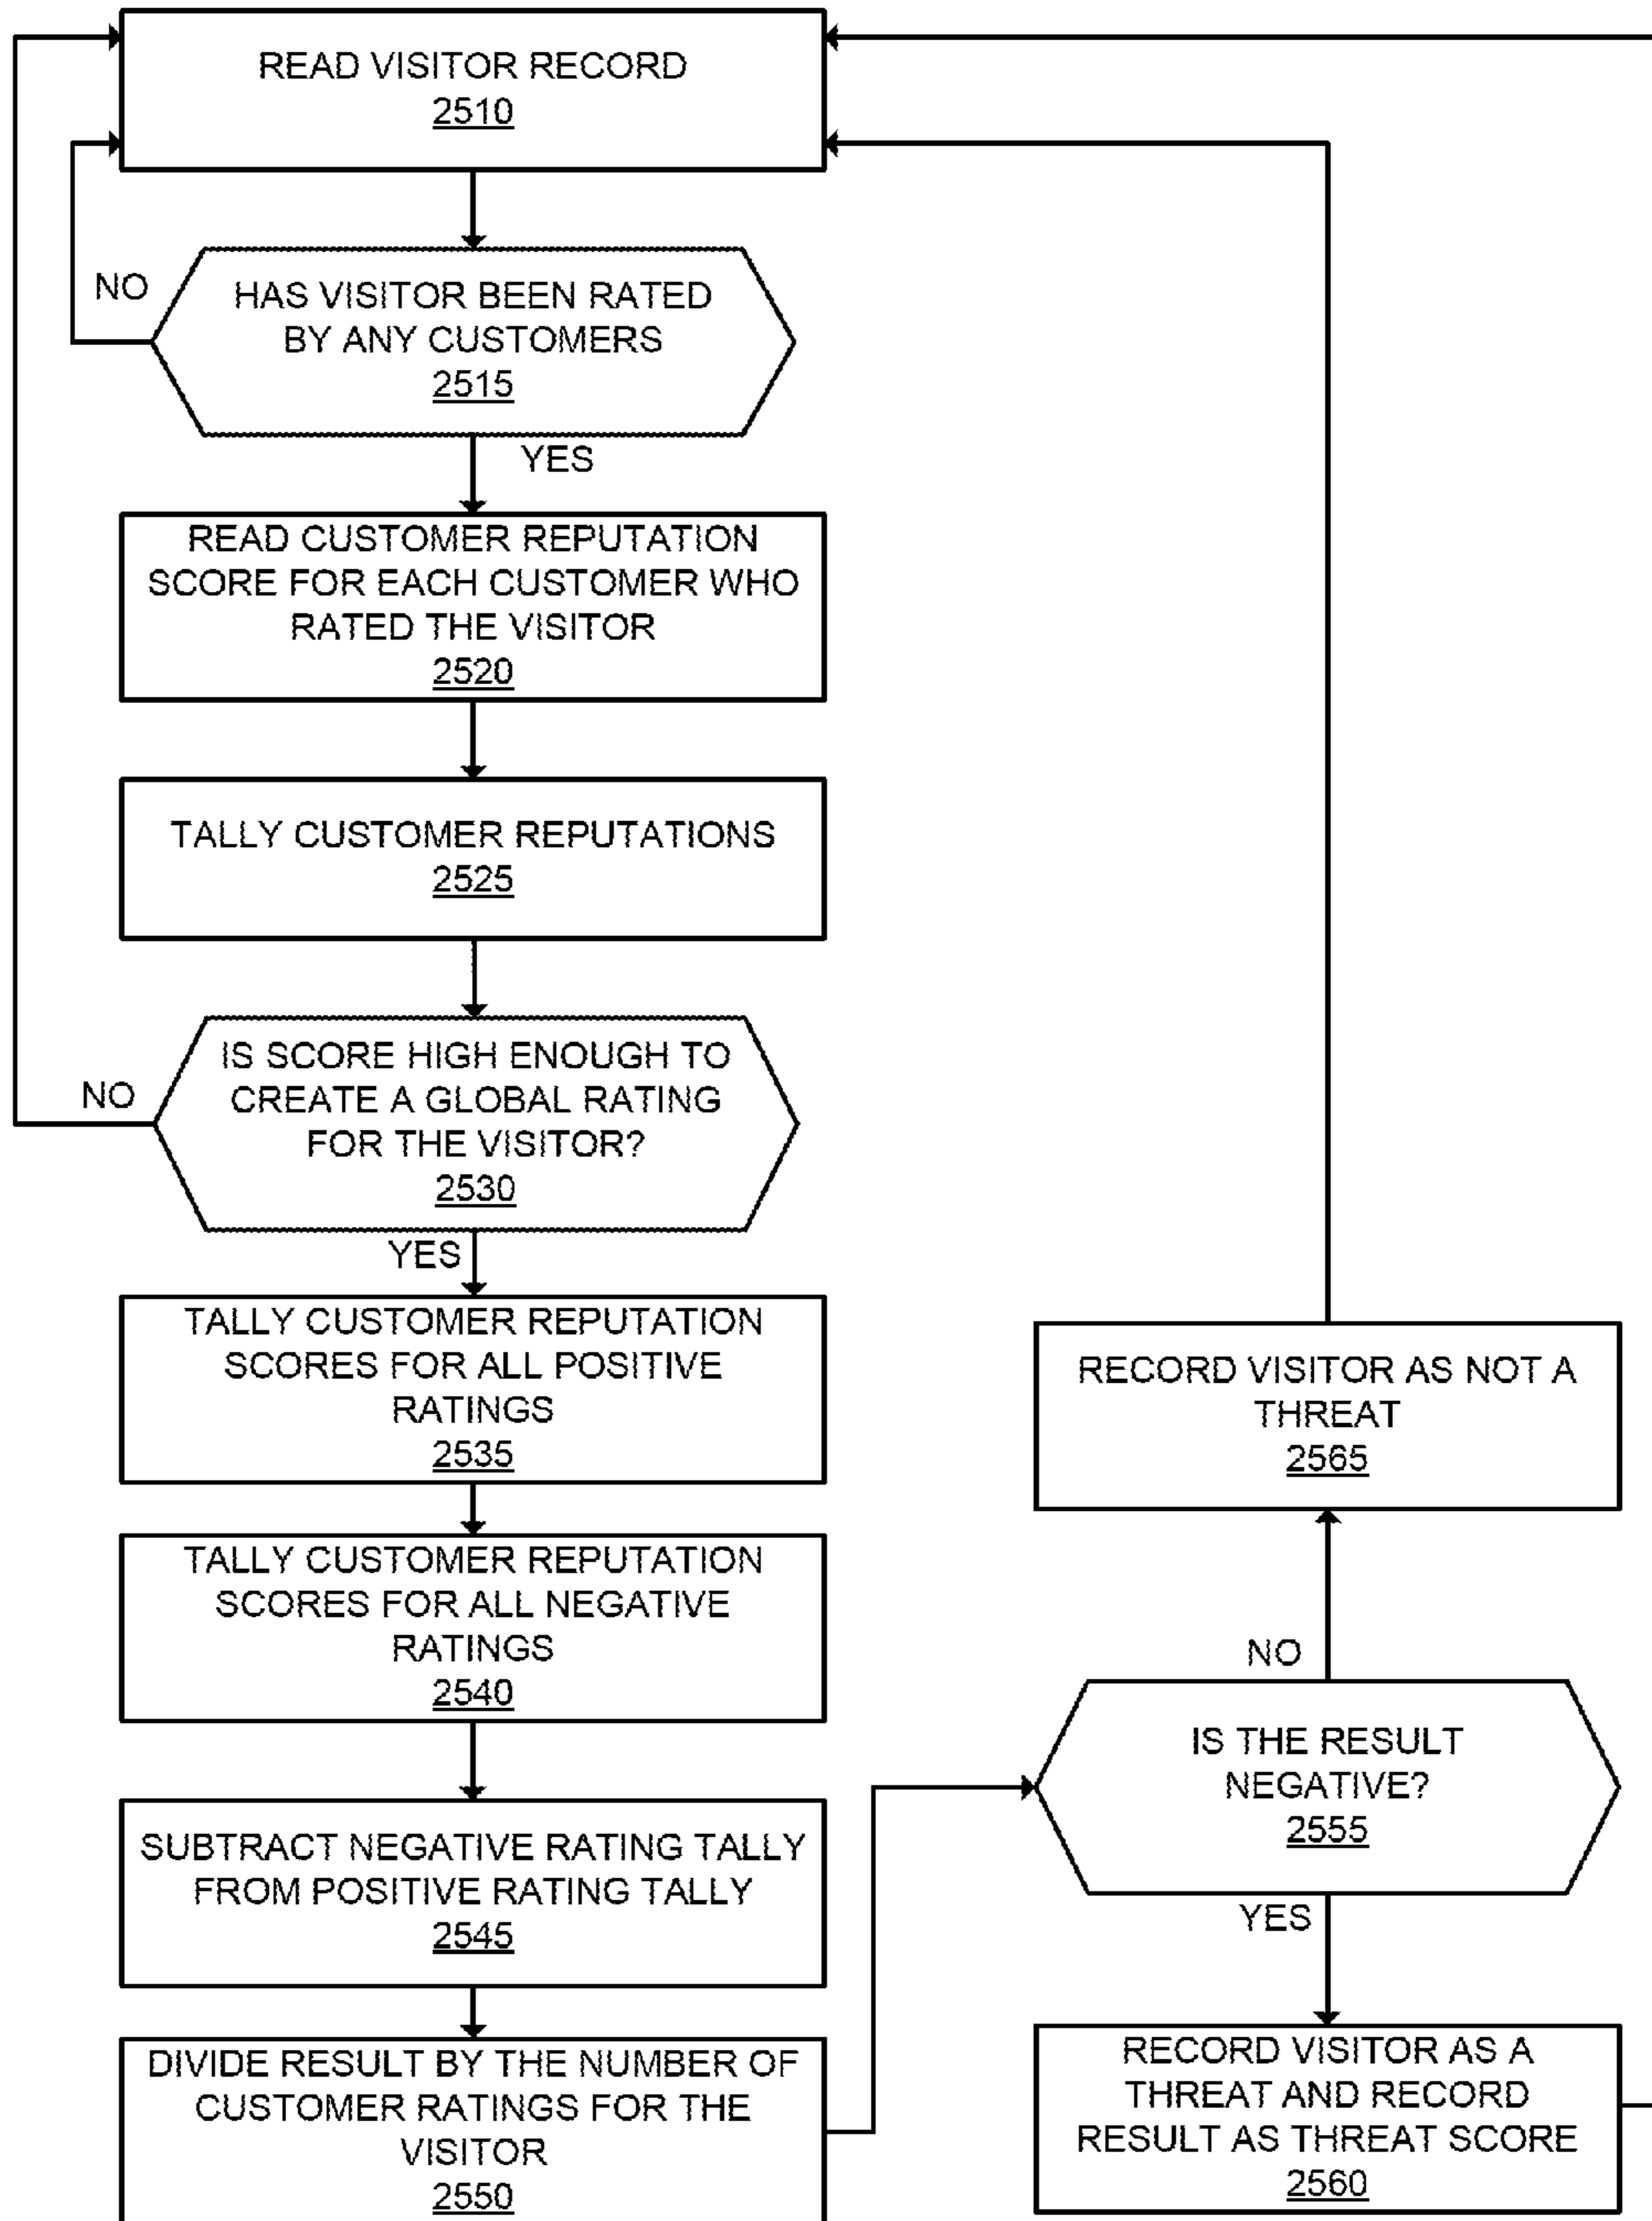 READ VISITOR RECORD
2510
NO
HAS VISITOR BEEN RATED
BY ANY CUSTOMERS
2515
YES
READ CUSTOMER REPUTATION
SCORE FOR EACH CUSTOMER WHO
RATED THE VISITOR
2520
TALLY CUSTOMER REPUTATIONS
2525
IS SCORE HIGH ENOUGH TO
CREATE A GLOBAL RATING
FOR THE VISITOR?
2530
NO
YES
TALLY CUSTOMER REPUTATION
SCORES FOR ALL POSITIVE
RATINGS
2535
TALLY CUSTOMER REPUTATION
SCORES FOR ALL NEGATIVE
RATINGS
2540
SUBTRACT NEGATIVE RATING TALLY
FROM POSITIVE RATING TALLY
2545
DIVIDE RESULT BY THE NUMBER OF
CUSTOMER RATINGS FOR THE
VISITOR
2550
RECORD VISITOR AS NOT A
THREAT
2565
NO
IS THE RESULT
NEGATIVE?
2555
YES
RECORD VISITOR AS A
THREAT AND RECORD
RESULT AS THREAT SCORE
2560